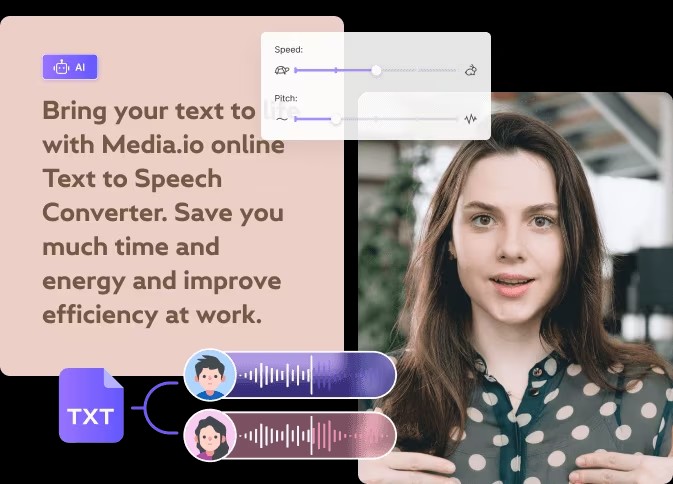 AI
Bring your text to life
with Media.io online
Text to Speech
Converter. Save you
much time and
energy and improve
efficiency at work.
Speed:
Pitch:
TXT